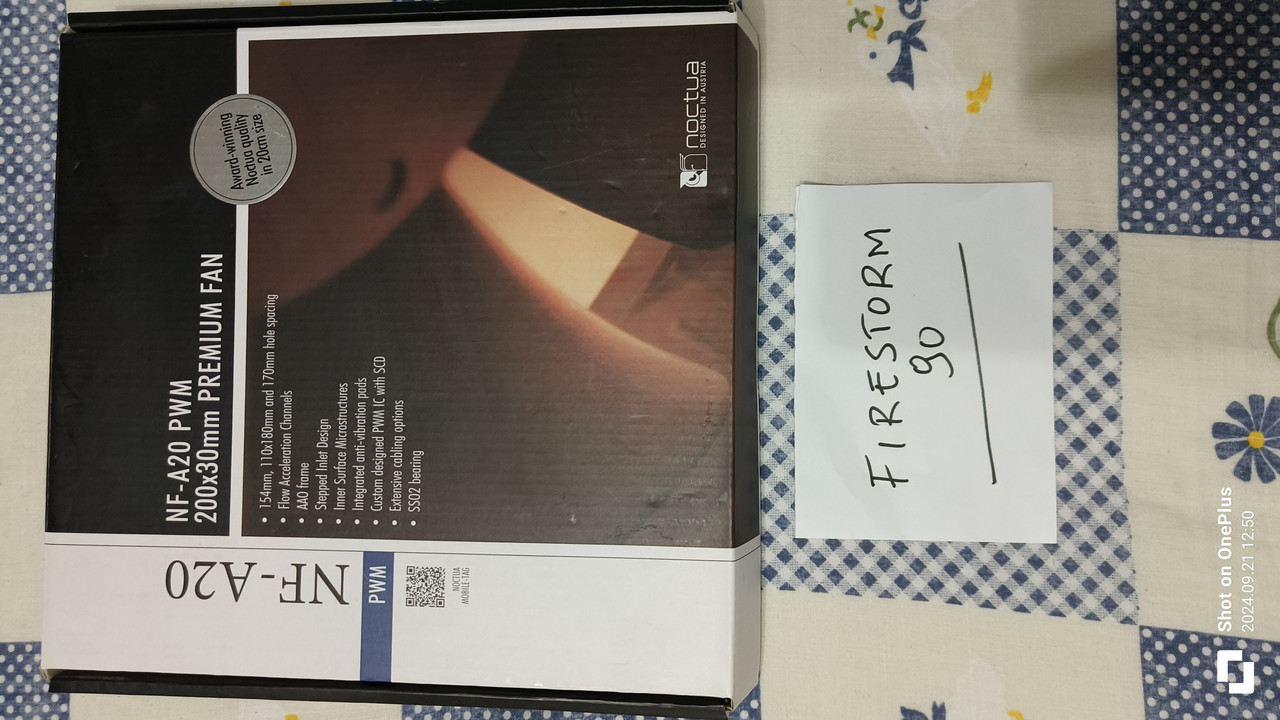 Award-winning
Noctua quality
in 20cm size
noctua
DESIGNED IN AUSTRIA
NF-A20 PWM
200x30mm PREMIUM FAN
• 154mm, 110x180mm and 170mm hole spacing
• Flow Acceleration Channels
• AAO frame
• Stepped Inlet Design
• Inner Surface Microstructures
• Integrated anti-vibration pads
• Custom designed PWM IC with SCD
• Extensive cabling options
• SSO2 bearing
NF-A20
PWM
NOCTUA
MOBILE-TAG
FIRESTORM
90
Shot on OnePlus
2024.09.21 12:50